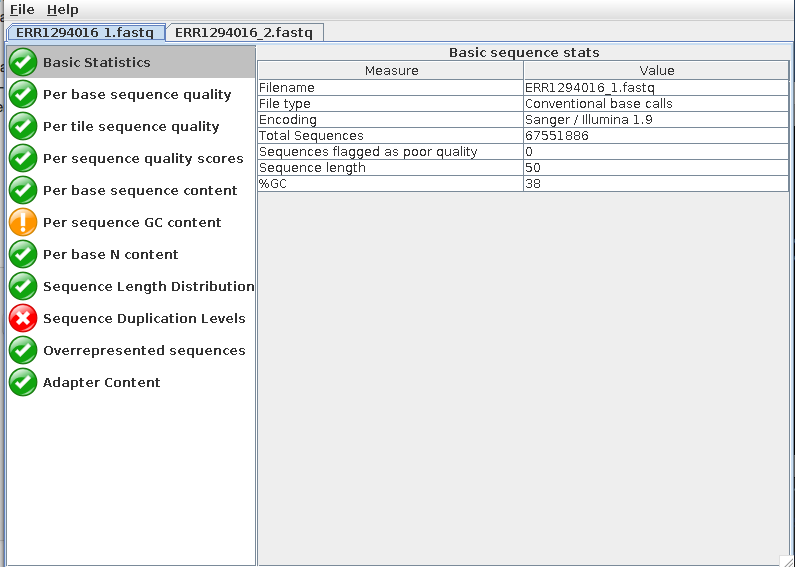 File Help
ERR1294016_1.fastq ERR1294016_2.fastq
Basic Statistics
Per base sequence quality
Per tile sequence quality
Per sequence quality scores
Per base sequence content
Per sequence GC content
Per base N content
Sequence Length Distribution
Sequence Duplication Levels
Overrepresented sequences
Adapter Content
Basic sequence stats
Measure Value
Filename ERR1294016_1.fastq
File type Conventional base calls
Encoding Sanger / Illumina 1.9
Total Sequences 67551886
Sequences flagged as poor quality 0
Sequence length 50
%GC 38